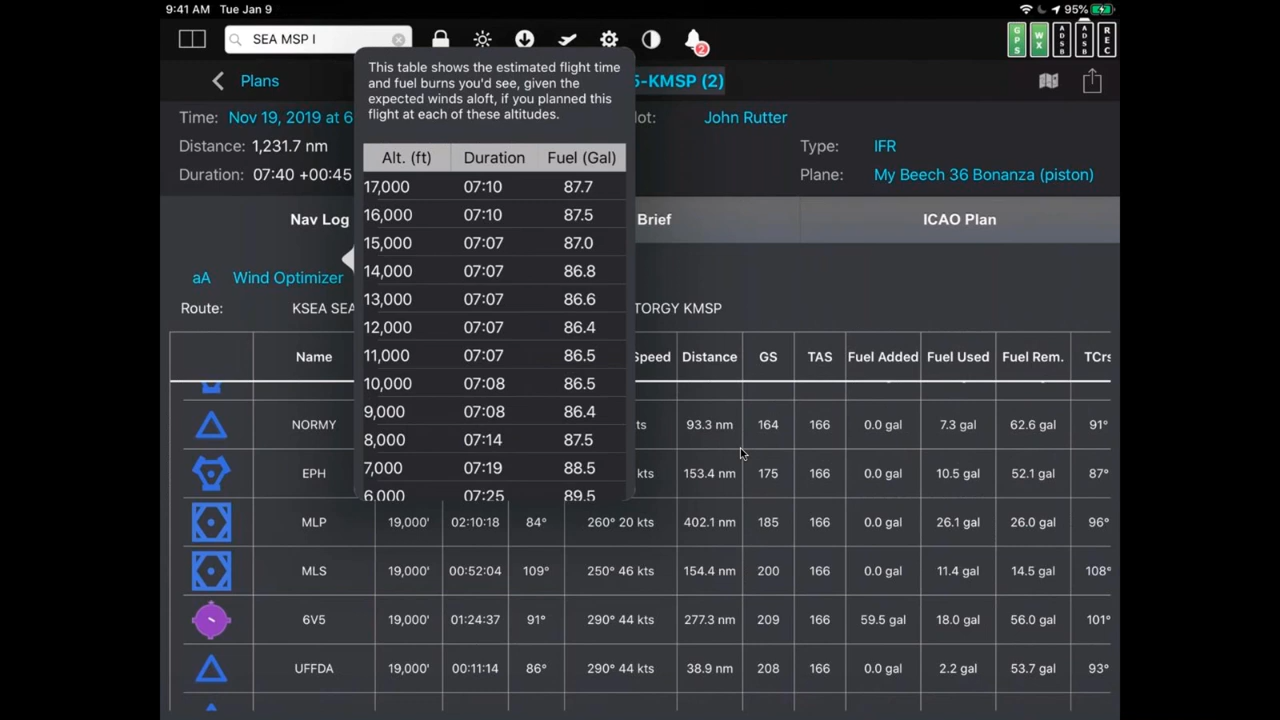 9:41 AM Tue Jan 9
95%
SEA MSP I
2
GPS
WX
ADSB
ADSB
REC
Plans
5-KMSP (2)
This table shows the estimated flight time
and fuel burns you'd see, given the
expected winds aloft, if you planned this
flight at each of these altitudes.
Time: Nov 19, 2019 at 6
lot: John Rutter
Distance: 1,231.7 nm
Type: IFR
Duration: 07:40 +00:45
Plane: My Beech 36 Bonanza (piston)
Alt. (ft) Duration Fuel (Gal)
17,000 07:10 87.7
16,000 07:10 87.5
15,000 07:07 87.0
14,000 07:07 86.8
13,000 07:07 86.6
12,000 07:07 86.4
11,000 07:07 86.5
10,000 07:08 86.5
9,000 07:08 86.4
8,000 07:14 87.5
7,000 07:19 88.5
6,000 07:25 89.5
Nav Log
Brief
ICAO Plan
aA Wind Optimizer
Route: KSEA SEA
TORGY KMSP
Name Speed Distance GS TAS Fuel Added Fuel Used Fuel Rem. TCrs
NORMY ts 93.3 nm 164 166 0.0 gal 7.3 gal 62.6 gal 91°
EPH 153.4 nm 175 166 0.0 gal 10.5 gal 52.1 gal 87°
MLP 19,000' 02:10:18 84° 260° 20 kts 402.1 nm 185 166 0.0 gal 26.1 gal 26.0 gal 96°
MLS 19,000' 00:52:04 109° 250° 46 kts 154.4 nm 200 166 0.0 gal 11.4 gal 14.5 gal 108°
6V5 19,000' 01:24:37 91° 290° 44 kts 277.3 nm 209 166 59.5 gal 18.0 gal 56.0 gal 101°
UFFDA 19,000' 00:11:14 86° 290° 44 kts 38.9 nm 208 166 0.0 gal 2.2 gal 53.7 gal 93°